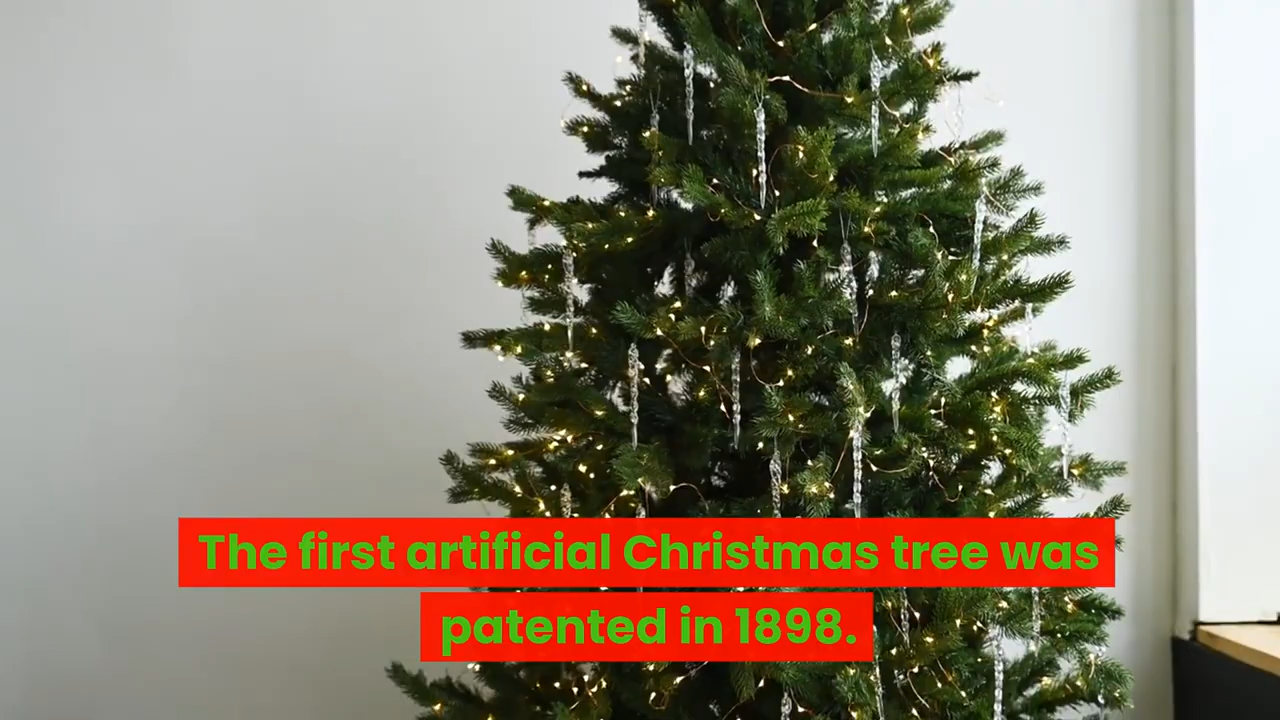 The first artificial Christmas tree was
patented in 1898.